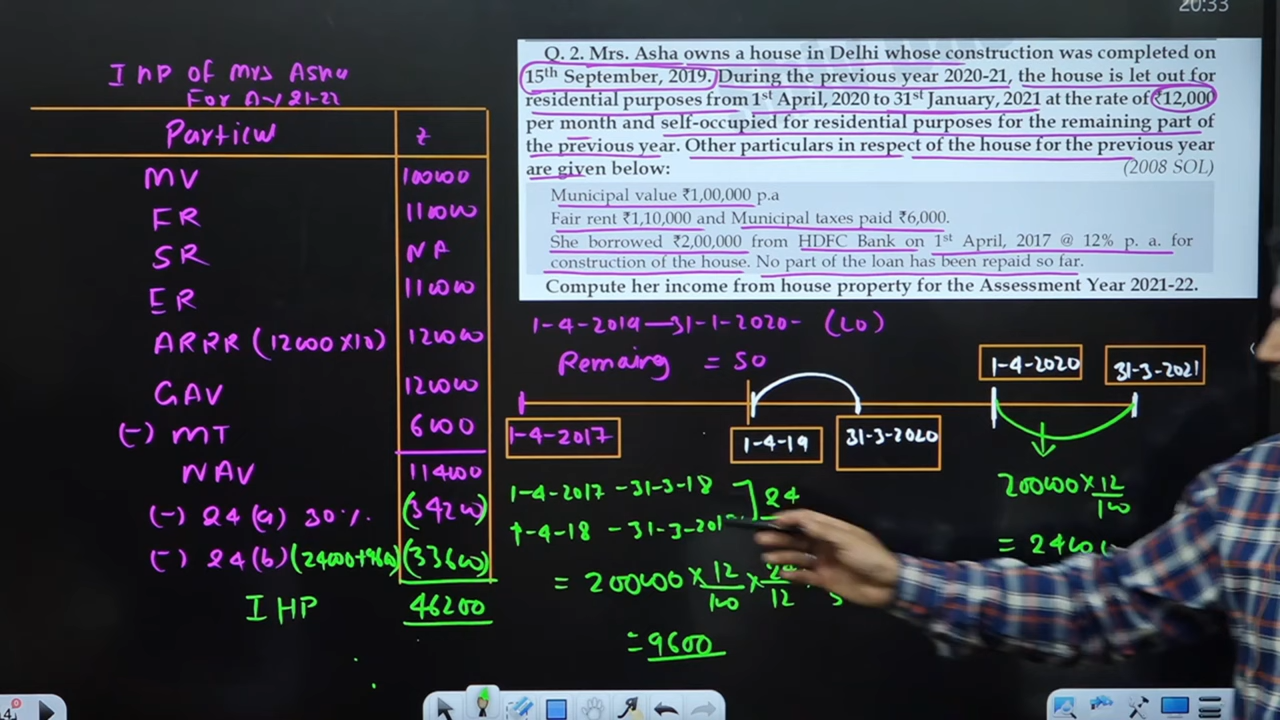 20:33
Q. 2. Mrs. Asha owns a house in Delhi whose construction was completed on
15th September, 2019. During the previous year 2020-21, the house is let out for
residential purposes from 1st April, 2020 to 31st January, 2021 at the rate of ₹12,000
per month and self-occupied for residential purposes for the remaining part of
the previous year. Other particulars in respect of the house for the previous year
are given below: (2008 SOL)
Municipal value ₹1,00,000 p.a
Fair rent ₹1,10,000 and Municipal taxes paid ₹6,000.
She borrowed ₹2,00,000 from HDFC Bank on 1st April, 2017 @ 12% p. a. for
construction of the house. No part of the loan has been repaid so far.
Compute her income from house property for the Assessment Year 2021-22.
I HP of Mrs Asha
For A-y 21-22
Particul ₹
MV 100000
FR 110000
SR NA
ER 110000
ARRR (12000×10) 120000
GAV 120000
(-) MT 6000
NAV 114000
(-) 24 (a) 30% (34200)
(-) 24(b) (24000+9600) (33600)
I HP 46200
1-4-2019—31-1-2020- (LO)
Remaing = SO
1-4-2017
1-4-19
31-3-2020
1-4-2020
31-3-2021
1-4-2017 -31-3-18 ] 24
1-4-18 -31-3-201
= 200000 × 12/100 × 24/12
= 9600
200000 × 12/100
= 2400